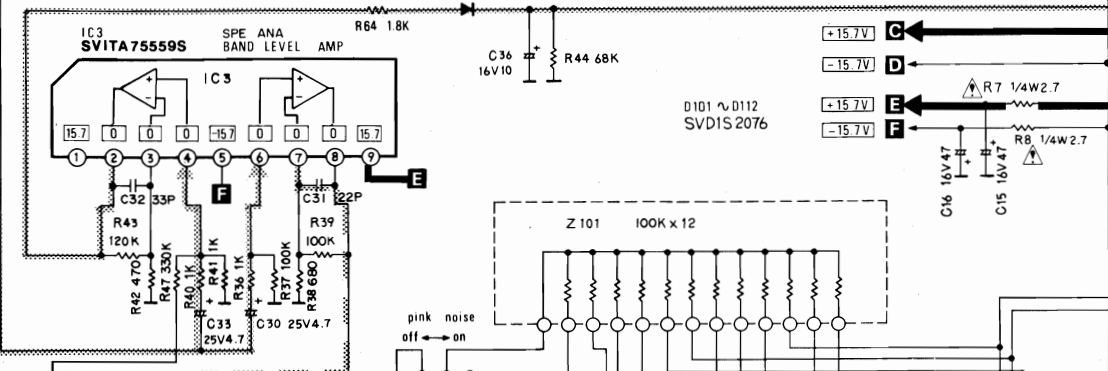 R64 1.8K
IC3
SVITA75559S
SPE ANA
BAND LEVEL AMP
IC3
C36
16V10
+
R44 68K
+15.7V C
-15.7V D
+15.7V E
-15.7V F
R7 1/4W2.7
R8 1/4W2.7
D101 ~ D112
SVD1S2076
C16 16V47
+
C15 16V47
+
+
-
+
-
15.7 0 0 0 -15.7 0 0 0 15.7
1 2 3 4 5 6 7 8 9
F
E
C32 33P
C31 22P
R43
120K
R39
100K
R42 470
R47 330K
R40 1K
R41 1K
R36 1K
R37 100K
R38 680
+
C33
25V4.7
+
C30 25V4.7
Z101 100K x 12
pink noise
off ↔ on